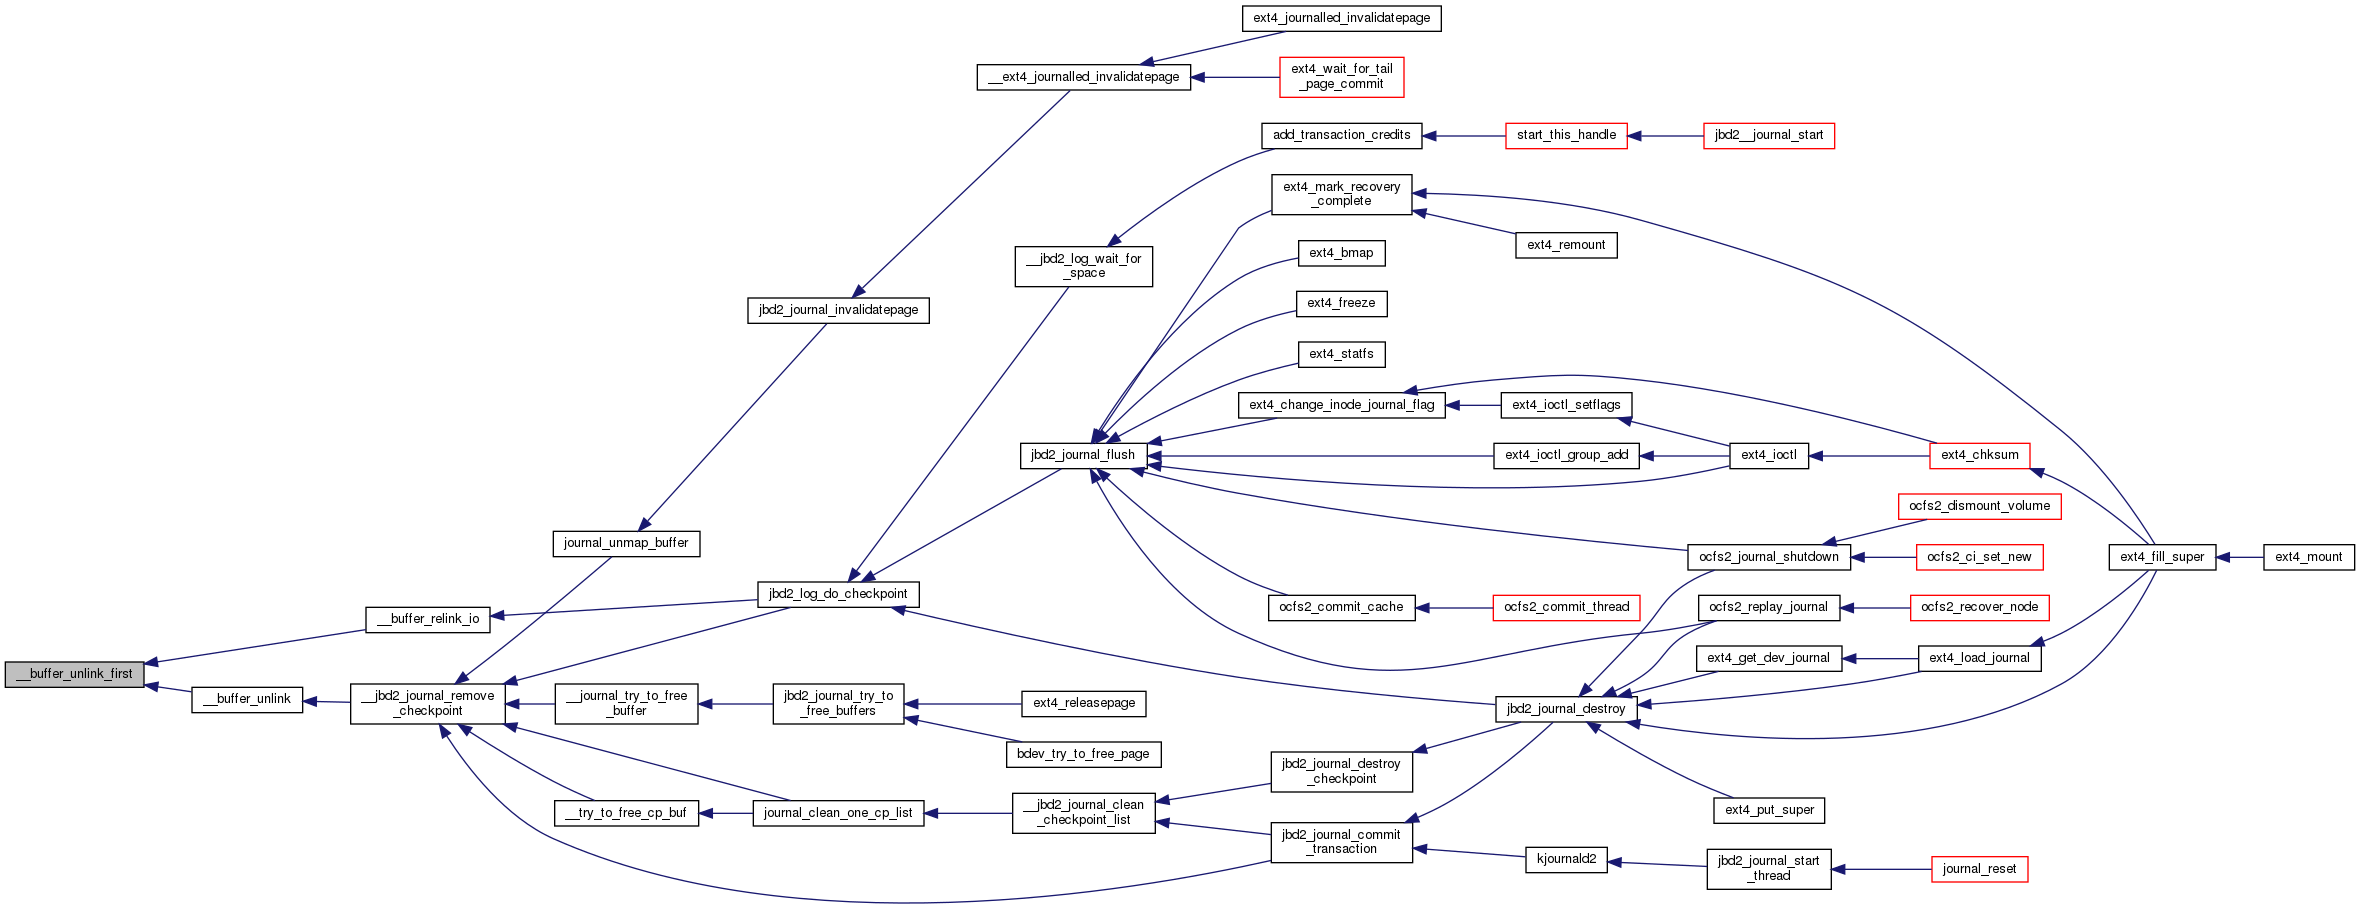 ext4_journalled_invalidatepage
__ext4_journalled_invalidatepage
ext4_wait_for_tail
_page_commit
add_transaction_credits
start_this_handle
jbd2__journal_start
ext4_mark_recovery
_complete
ext4_remount
__jbd2_log_wait_for
_space
ext4_bmap
jbd2_journal_invalidatepage
ext4_freeze
ext4_statfs
ext4_change_inode_journal_flag
ext4_ioctl_setflags
jbd2_journal_flush
ext4_ioctl_group_add
ext4_ioctl
ext4_chksum
ocfs2_dismount_volume
journal_unmap_buffer
ocfs2_journal_shutdown
ocfs2_ci_set_new
ext4_fill_super
ext4_mount
jbd2_log_do_checkpoint
ocfs2_commit_cache
ocfs2_commit_thread
ocfs2_replay_journal
ocfs2_recover_node
__buffer_relink_io
ext4_get_dev_journal
ext4_load_journal
__buffer_unlink_first
__buffer_unlink
__jbd2_journal_remove
_checkpoint
__journal_try_to_free
_buffer
jbd2_journal_try_to
_free_buffers
ext4_releasepage
jbd2_journal_destroy
bdev_try_to_free_page
jbd2_journal_destroy
_checkpoint
__try_to_free_cp_buf
journal_clean_one_cp_list
__jbd2_journal_clean
_checkpoint_list
ext4_put_super
jbd2_journal_commit
_transaction
kjournald2
jbd2_journal_start
_thread
journal_reset